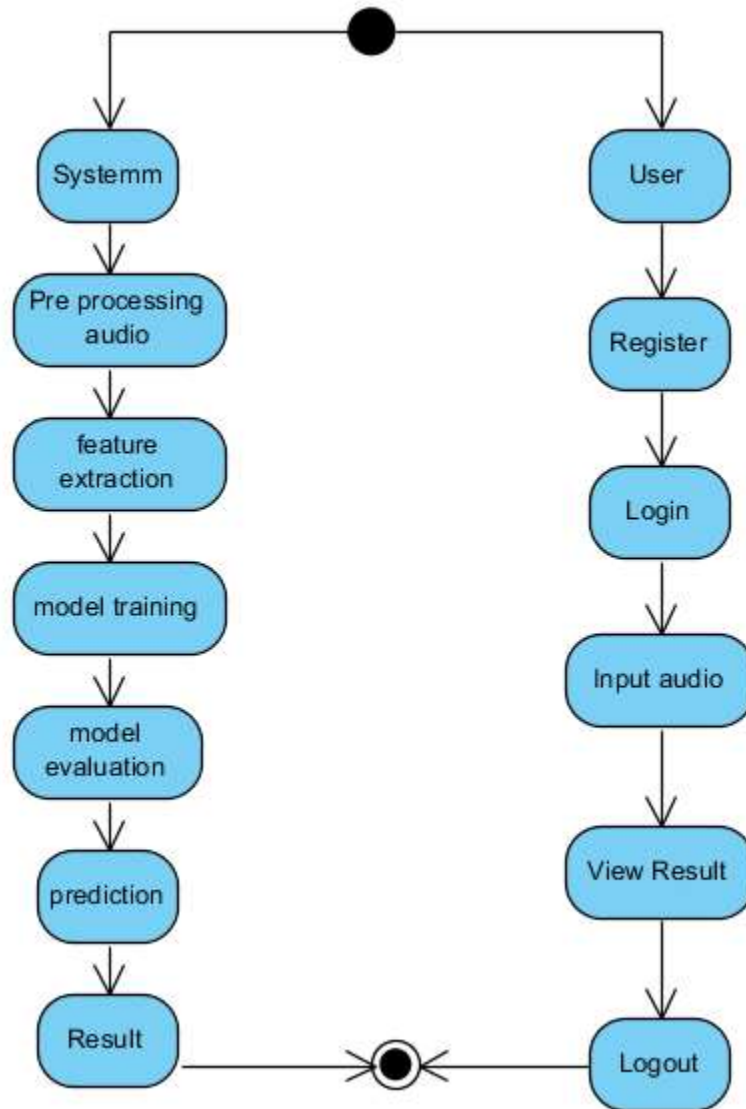 Systemm
Pre processing
audio
feature
extraction
model training
model
evaluation
prediction
Result
User
Register
Login
Input audio
View Result
Logout